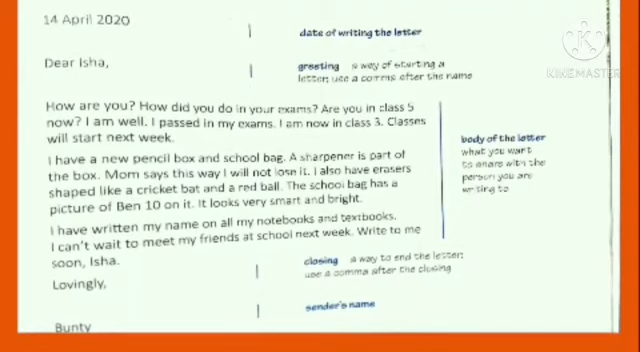 14 April 2020
date of writing the letter
Dear Isha,
greeting a way of starting a
letter; use a comma after the name
KINEMASTER
How are you? How did you do in your exams? Are you in class 5
now? I am well. I passed in my exams. I am now in class 3. Classes
will start next week.
I have a new pencil box and school bag. A sharpener is part of
the box. Mom says this way I will not lose it. I also have erasers
shaped like a cricket bat and a red ball. The school bag has a
picture of Ben 10 on it. It looks very smart and bright.
I have written my name on all my notebooks and textbooks.
I can't wait to meet my friends at school next week. Write to me
soon, Isha.
body of the letter
what you want
to share with the
person you are
writing to
closing a way to end the letter;
use a comma after the closing
Lovingly,
sender's name
Bunty